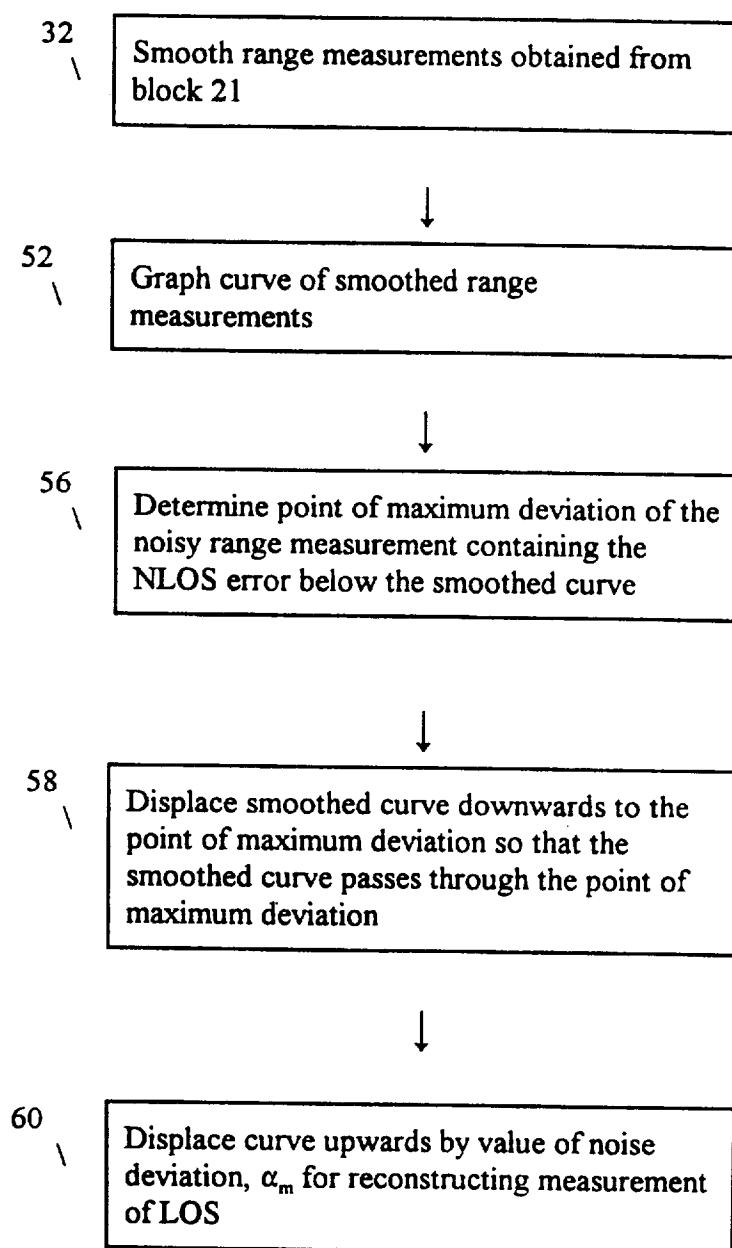 32
Smooth range measurements obtained from
block 21
52
Graph curve of smoothed range
measurements
56
Determine point of maximum deviation of the
noisy range measurement containing the
NLOS error below the smoothed curve
58
Displace smoothed curve downwards to the
point of maximum deviation so that the
smoothed curve passes through the point of
maximum deviation
60
Displace curve upwards by value of noise
deviation, αₘ for reconstructing measurement
of LOS